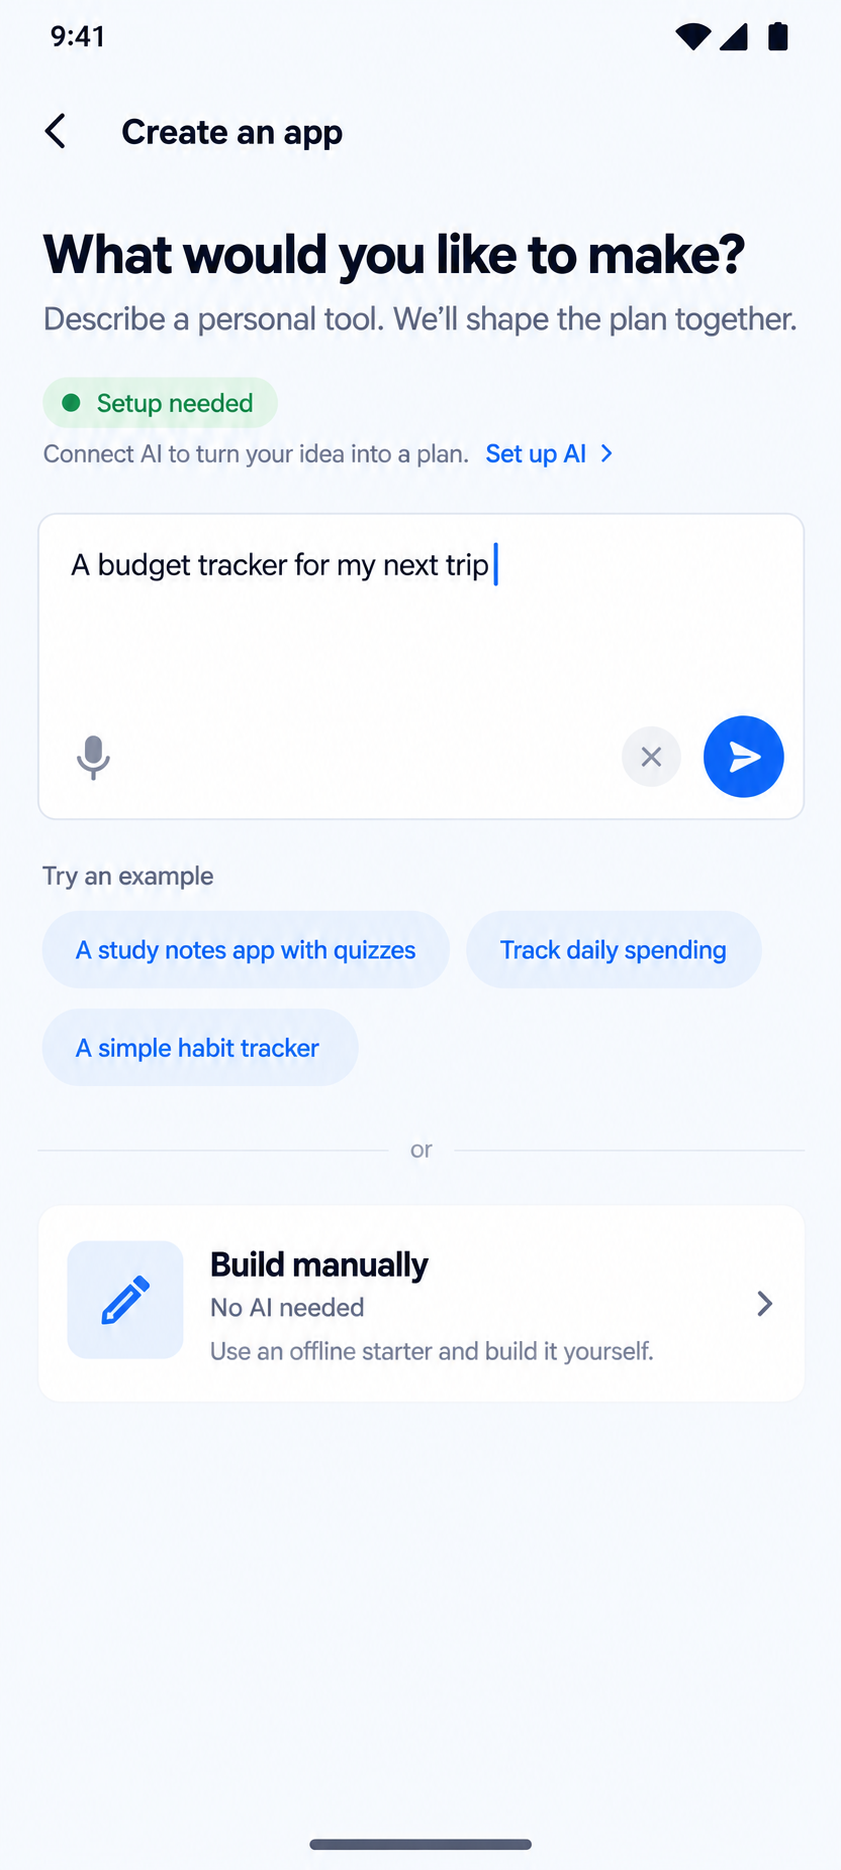 9:41
Create an app
What would you like to make?
Describe a personal tool. We’ll shape the plan together.
Setup needed
Connect AI to turn your idea into a plan. Set up AI
A budget tracker for my next trip
Try an example
A study notes app with quizzes
Track daily spending
A simple habit tracker
or
Build manually
No AI needed
Use an offline starter and build it yourself.